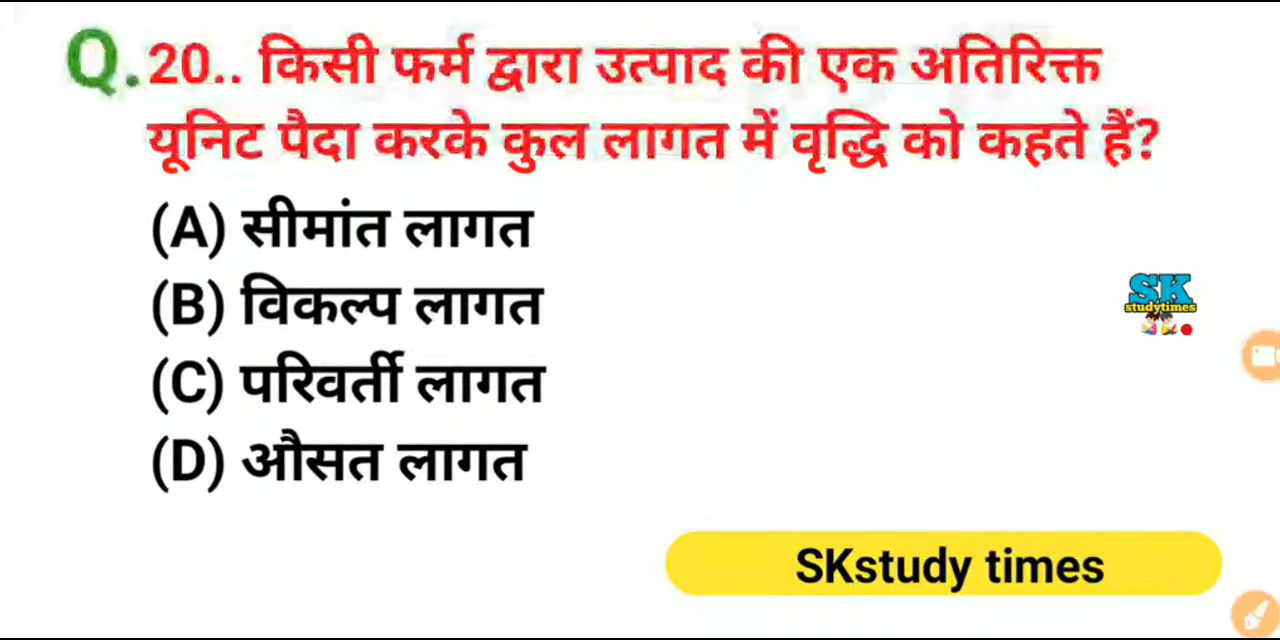 Q.20.. किसी फर्म द्वारा उत्पाद की एक अतिरिक्त
यूनिट पैदा करके कुल लागत में वृद्धि को कहते हैं?
(A) सीमांत लागत
(B) विकल्प लागत
(C) परिवर्ती लागत
(D) औसत लागत
SK
studytimes
SKstudy times